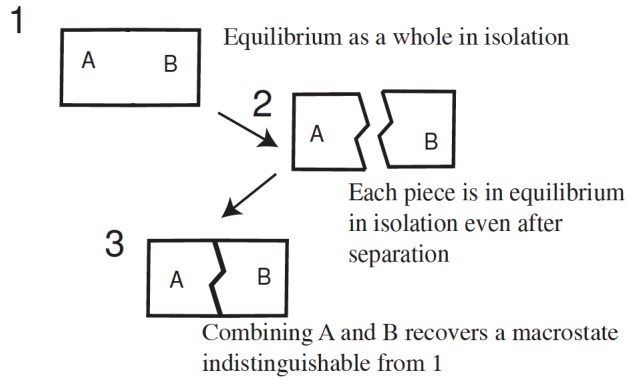 1
Equilibrium as a whole in isolation
A B
2
A B
Each piece is in equilibrium
in isolation even after
separation
3
A B
Combining A and B recovers a macrostate
indistinguishable from 1